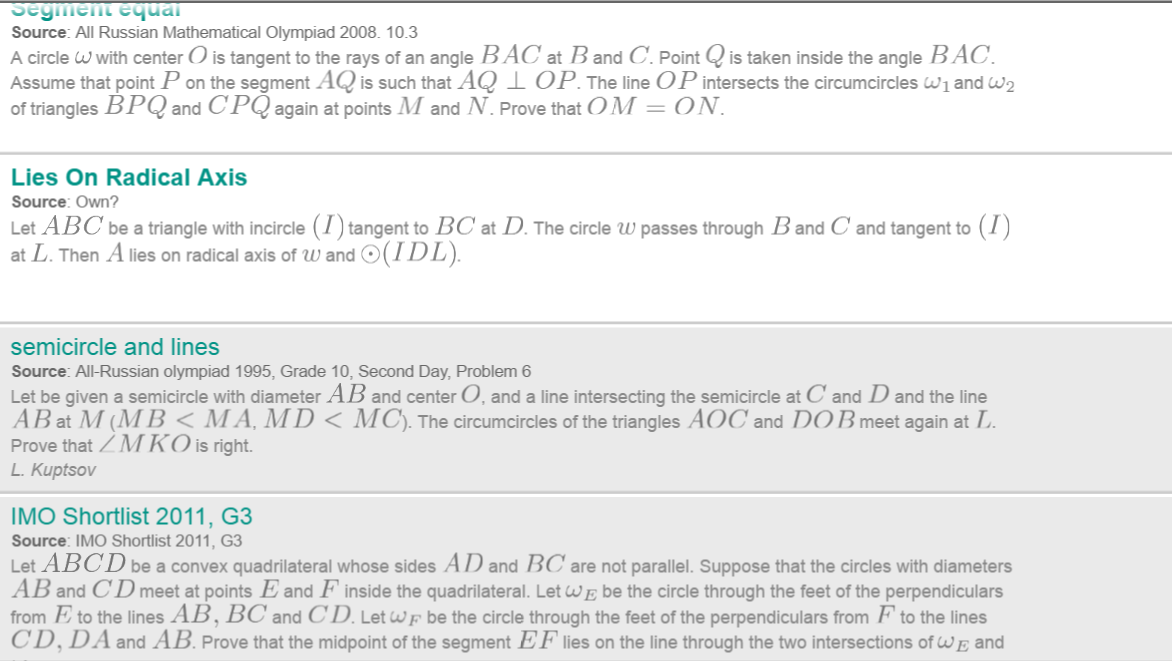 Segment equal
Source: All Russian Mathematical Olympiad 2008. 10.3
A circle ω with center O is tangent to the rays of an angle BAC at B and C. Point Q is taken inside the angle BAC.
Assume that point P on the segment AQ is such that AQ ⊥ OP. The line OP intersects the circumcircles ω₁ and ω₂
of triangles BPQ and CPQ again at points M and N. Prove that OM = ON.
Lies On Radical Axis
Source: Own?
Let ABC be a triangle with incircle (I) tangent to BC at D. The circle w passes through B and C and tangent to (I)
at L. Then A lies on radical axis of w and ⊙(IDL).
semicircle and lines
Source: All-Russian olympiad 1995, Grade 10, Second Day, Problem 6
Let be given a semicircle with diameter AB and center O, and a line intersecting the semicircle at C and D and the line
AB at M (MB < MA, MD < MC). The circumcircles of the triangles AOC and DOB meet again at L.
Prove that ∠MKO is right.
L. Kuptsov
IMO Shortlist 2011, G3
Source: IMO Shortlist 2011, G3
Let ABCD be a convex quadrilateral whose sides AD and BC are not parallel. Suppose that the circles with diameters
AB and CD meet at points E and F inside the quadrilateral. Let ω_E be the circle through the feet of the perpendiculars
from E to the lines AB, BC and CD. Let ω_F be the circle through the feet of the perpendiculars from F to the lines
CD, DA and AB. Prove that the midpoint of the segment EF lies on the line through the two intersections of ω_E and